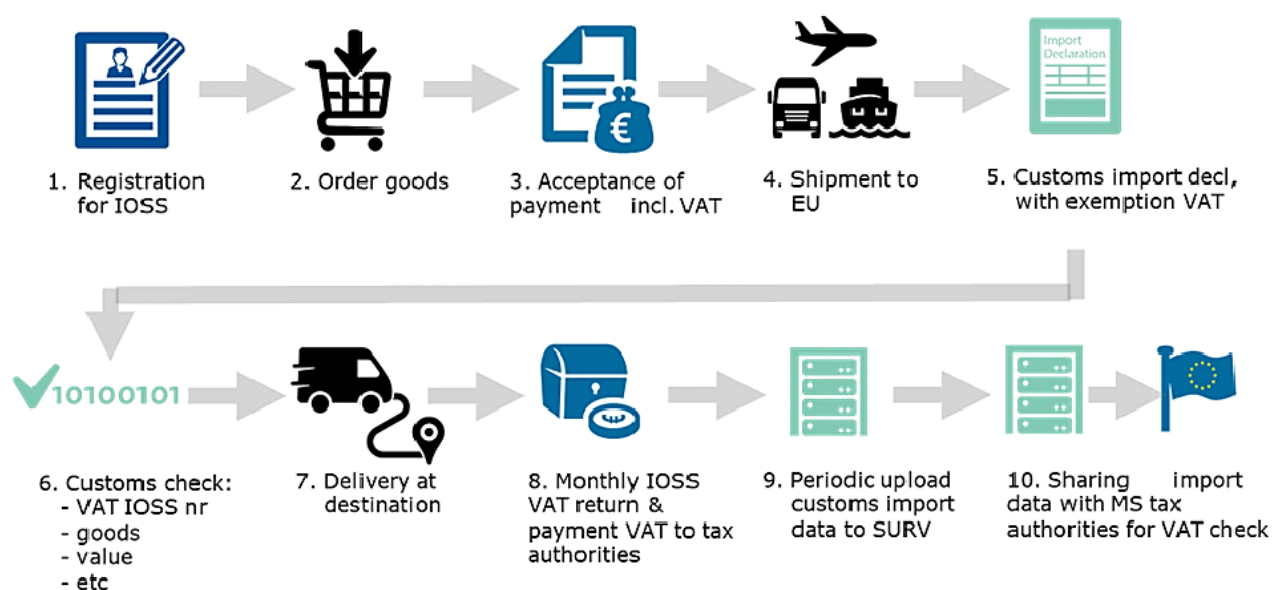 Import
Declaration
€
1. Registration
for IOSS
2. Order goods
3. Acceptance of
payment incl. VAT
4. Shipment to
EU
5. Customs import decl,
with exemption VAT
10100101
6. Customs check:
- VAT IOSS nr
- goods
- value
- etc
7. Delivery at
destination
8. Monthly IOSS
VAT return &
payment VAT to tax
authorities
9. Periodic upload
customs import
data to SURV
10. Sharing import
data with MS tax
authorities for VAT check